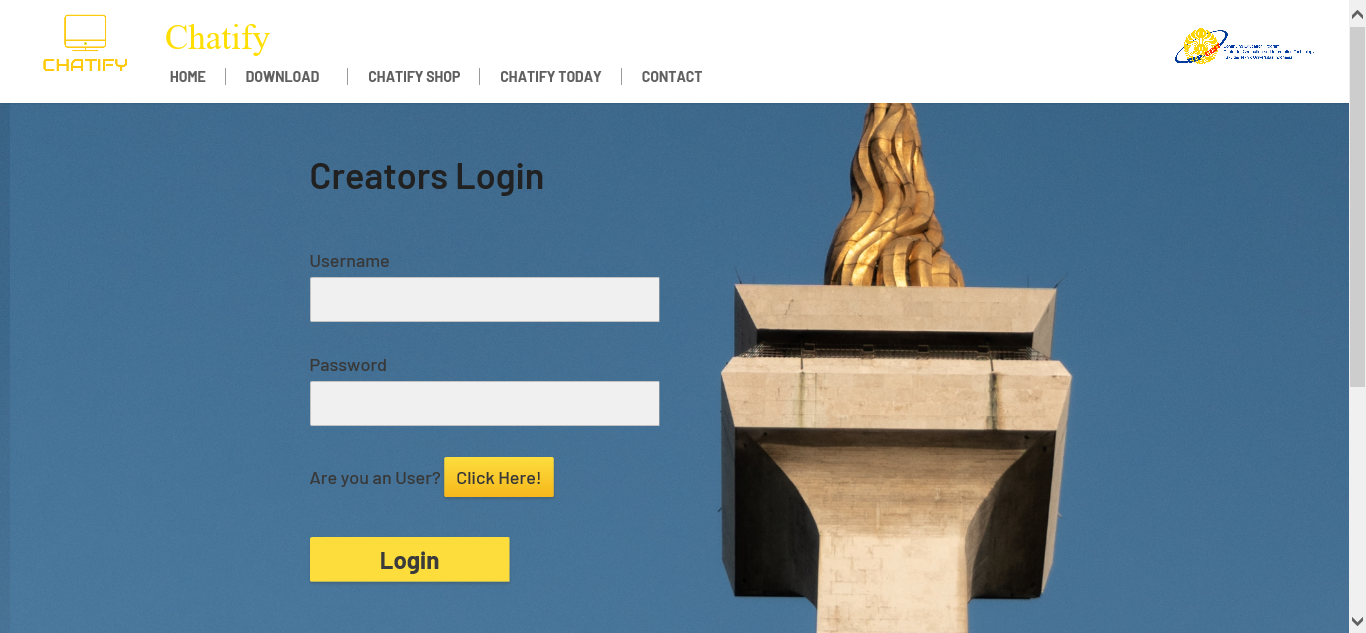 CHATIFY
Chatify
HOME
DOWNLOAD
CHATIFY SHOP
CHATIFY TODAY
CONTACT
Creators Login
Username
Password
Are you an User? Click Here!
Login